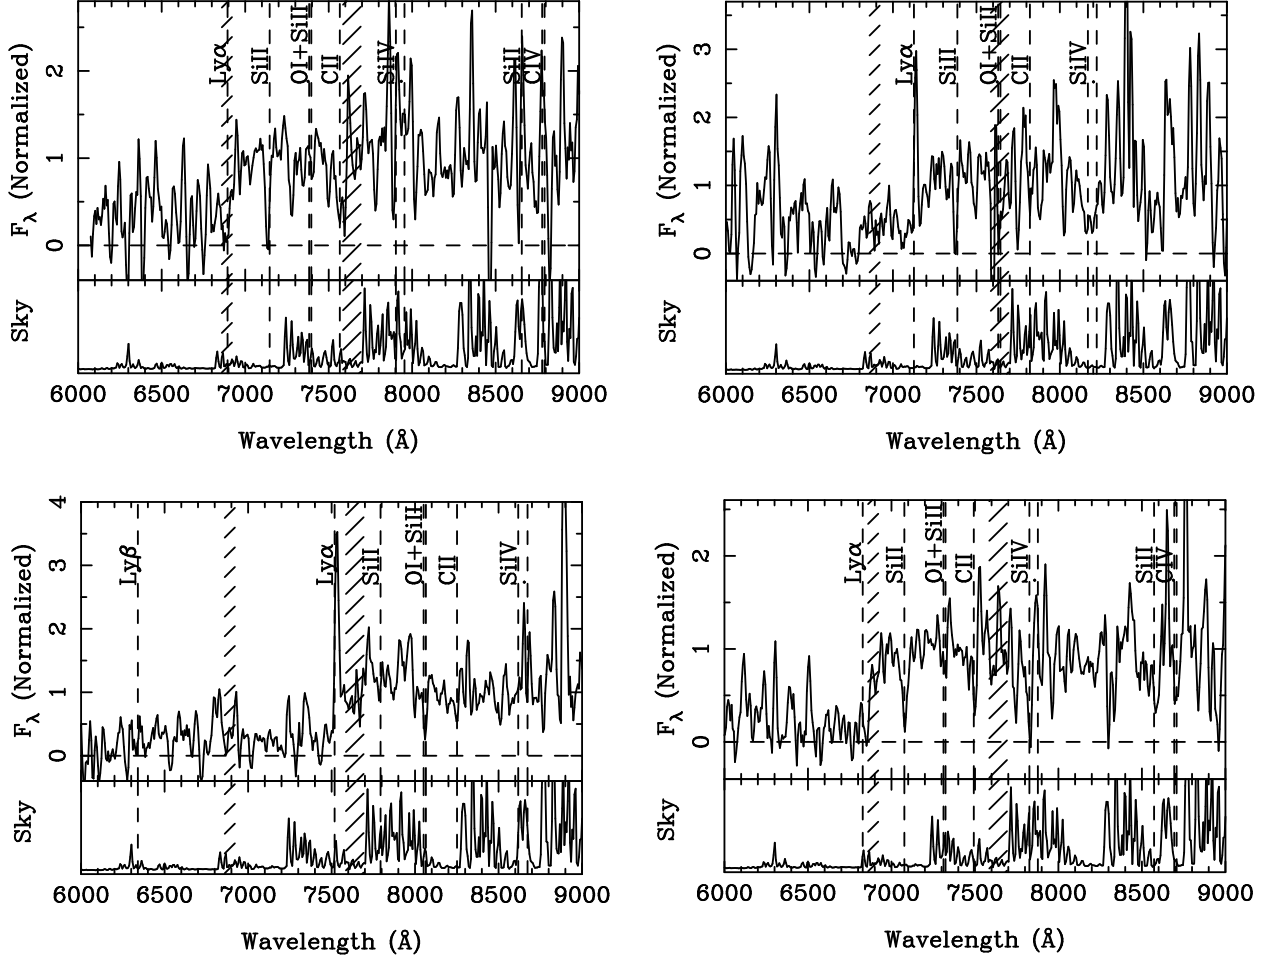 Lyα SiII OI+SiII CII SiIV SiII CIV
2
1
0
F_λ (Normalized)
Sky
6000 6500 7000 7500 8000 8500 9000
Wavelength (Å)
Lyα SiII OI+SiII CII SiIV
3
2
1
0
F_λ (Normalized)
Sky
6000 6500 7000 7500 8000 8500 9000
Wavelength (Å)
Lyβ Lyα SiII OI+SiII CII SiIV
4
3
2
1
0
F_λ (Normalized)
Sky
6000 6500 7000 7500 8000 8500 9000
Wavelength (Å)
Lyα SiII OI+SiII CII SiIV SiII CIV
2
1
0
F_λ (Normalized)
Sky
6000 6500 7000 7500 8000 8500 9000
Wavelength (Å)